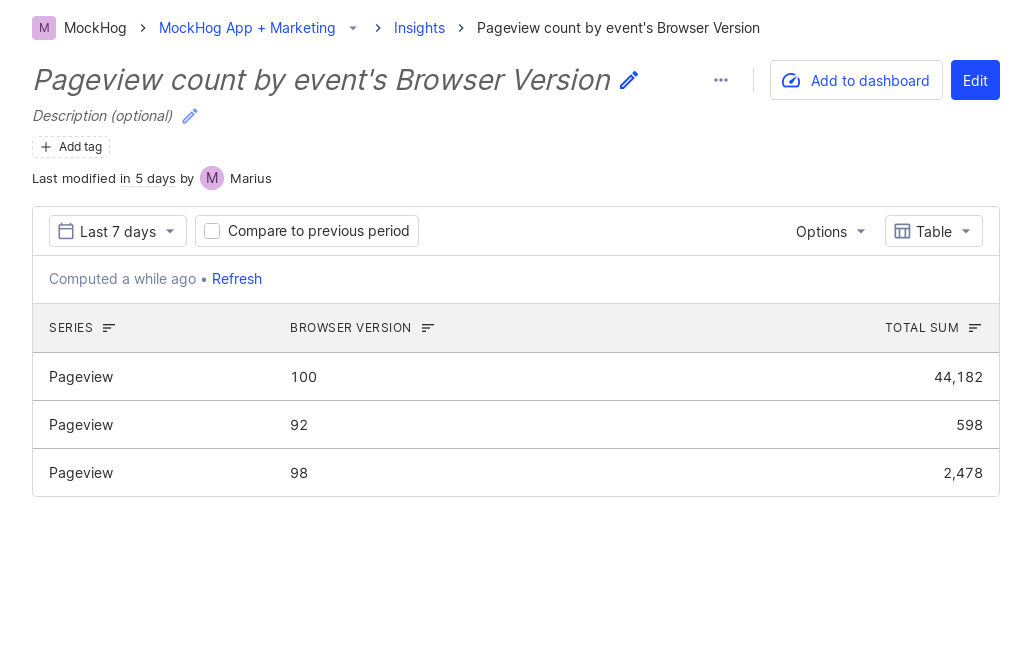 M MockHog MockHog App + Marketing Insights Pageview count by event's Browser Version
Pageview count by event's Browser Version
Add to dashboard
Edit
Description (optional)
Add tag
Last modified in 5 days by M Marius
Last 7 days Compare to previous period Options Table
Computed a while ago • Refresh
SERIES BROWSER VERSION TOTAL SUM
Pageview 100 44,182
Pageview 92 598
Pageview 98 2,478